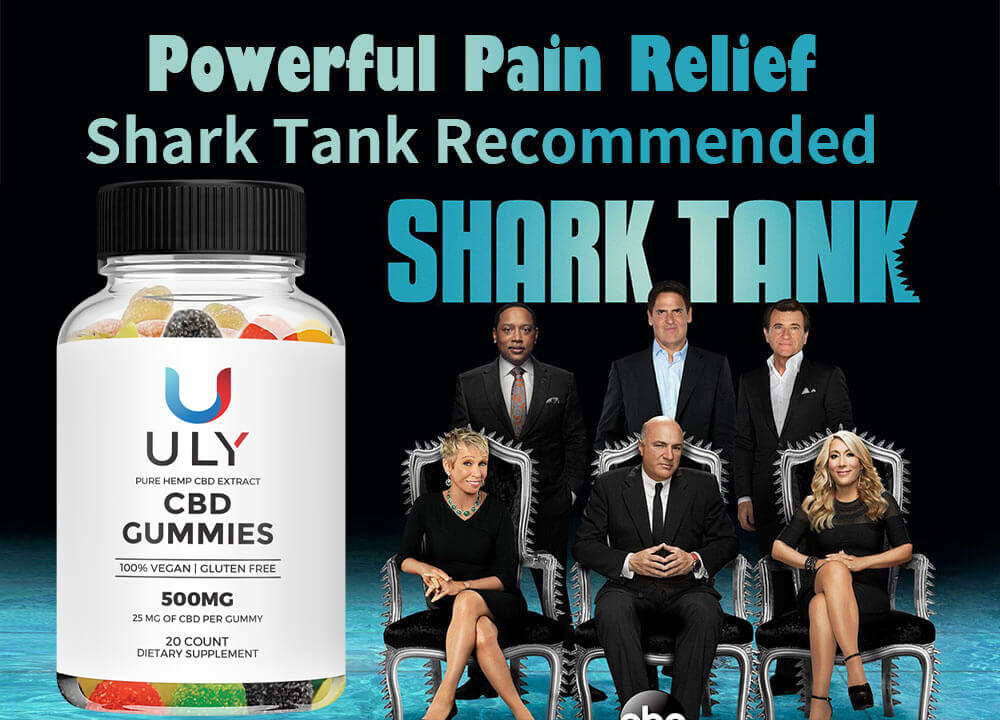 Powerful Pain Relief
Shark Tank Recommended
SHARK TANK
ULY
PURE HEMP CBD EXTRACT
CBD
GUMMIES
100% VEGAN | GLUTEN FREE
500MG
25 MG OF CBD PER GUMMY
20 COUNT
DIETARY SUPPLEMENT
abc